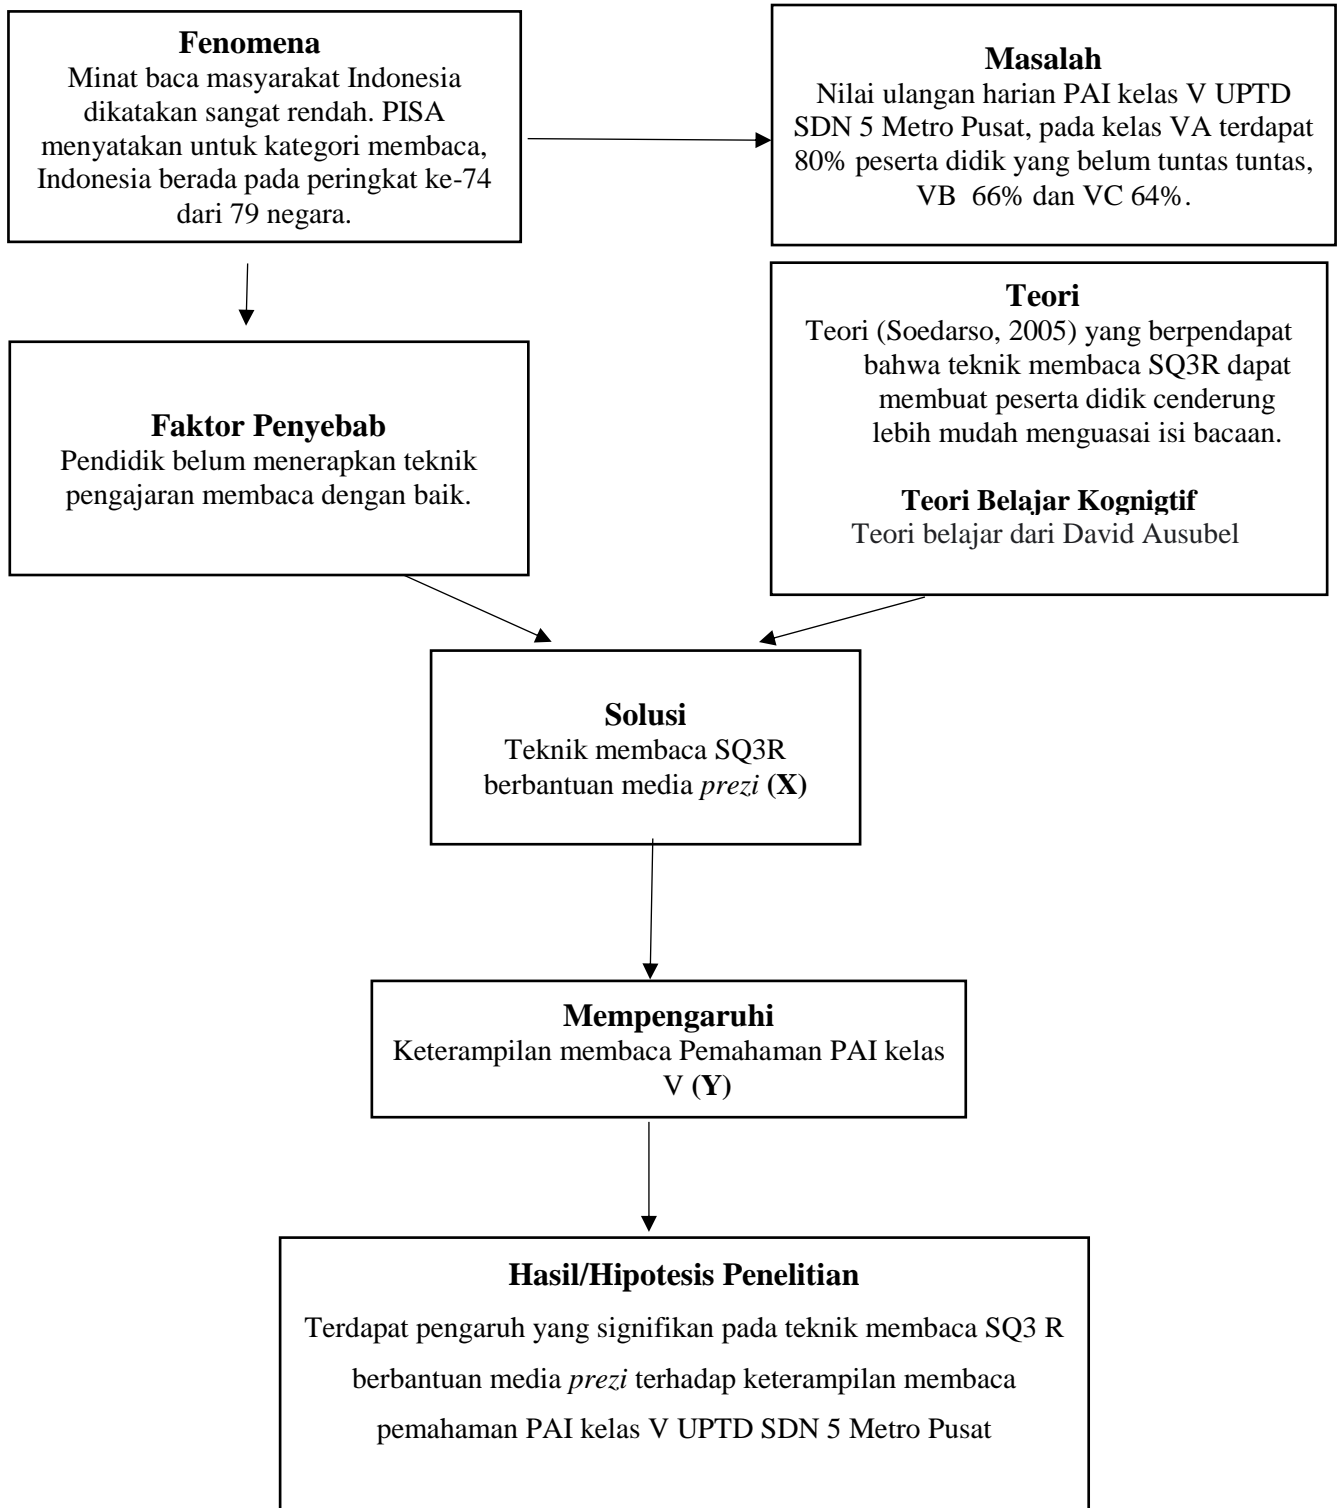 Fenomena
Minat baca masyarakat Indonesia
dikatakan sangat rendah. PISA
menyatakan untuk kategori membaca,
Indonesia berada pada peringkat ke-74
dari 79 negara.
Masalah
Nilai ulangan harian PAI kelas V UPTD
SDN 5 Metro Pusat, pada kelas VA terdapat
80% peserta didik yang belum tuntas tuntas,
VB 66% dan VC 64%.
Faktor Penyebab
Pendidik belum menerapkan teknik
pengajaran membaca dengan baik.
Teori
Teori (Soedarso, 2005) yang berpendapat
bahwa teknik membaca SQ3R dapat
membuat peserta didik cenderung
lebih mudah menguasai isi bacaan.
Teori Belajar Kognigtif
Teori belajar dari David Ausubel
Solusi
Teknik membaca SQ3R
berbantuan media prezi (X)
Mempengaruhi
Keterampilan membaca Pemahaman PAI kelas
V (Y)
Hasil/Hipotesis Penelitian
Terdapat pengaruh yang signifikan pada teknik membaca SQ3 R
berbantuan media prezi terhadap keterampilan membaca
pemahaman PAI kelas V UPTD SDN 5 Metro Pusat